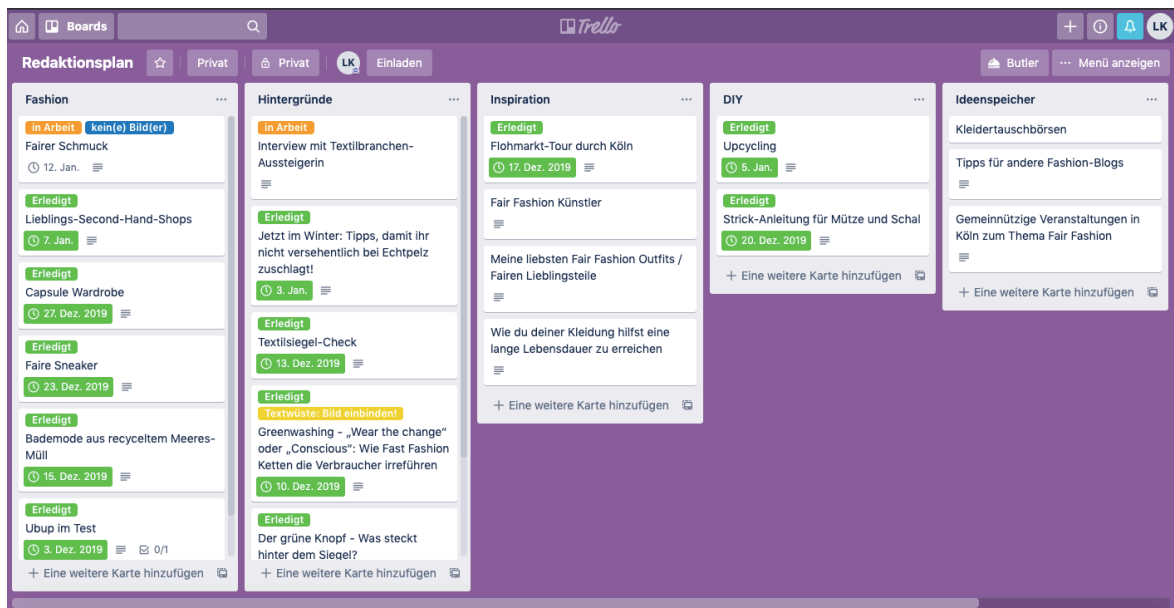 Boards
Trello
LK
Redaktionsplan
Privat
Privat
LK
Einladen
Butler
Menü anzeigen
Fashion
in Arbeit kein(e) Bild(er)
Fairer Schmuck
12. Jan.
Erledigt
Lieblings-Second-Hand-Shops
7. Jan.
Erledigt
Capsule Wardrobe
27. Dez. 2019
Erledigt
Faire Sneaker
23. Dez. 2019
Erledigt
Bademode aus recyceltem Meeres-
Müll
15. Dez. 2019
Erledigt
Ubup im Test
3. Dez. 2019 0/1
+ Eine weitere Karte hinzufügen
Hintergründe
in Arbeit
Interview mit Textilbranchen-
Aussteigerin
Erledigt
Jetzt im Winter: Tipps, damit ihr
nicht versehentlich bei Echtpelz
zuschlagt!
3. Jan.
Erledigt
Textilsiegel-Check
13. Dez. 2019
Erledigt
Textwüste: Bild einbinden!
Greenwashing - „Wear the change“
oder „Conscious“: Wie Fast Fashion
Ketten die Verbraucher irreführen
10. Dez. 2019
Erledigt
Der grüne Knopf - Was steckt
hinter dem Siegel?
+ Eine weitere Karte hinzufügen
Inspiration
Erledigt
Flohmarkt-Tour durch Köln
17. Dez. 2019
Fair Fashion Künstler
Meine liebsten Fair Fashion Outfits /
Fairen Lieblingsteile
Wie du deiner Kleidung hilfst eine
lange Lebensdauer zu erreichen
+ Eine weitere Karte hinzufügen
DIY
Erledigt
Upcycling
5. Jan.
Erledigt
Strick-Anleitung für Mütze und Schal
20. Dez. 2019
+ Eine weitere Karte hinzufügen
Ideenspeicher
Kleidertauschbörsen
Tipps für andere Fashion-Blogs
Gemeinnützige Veranstaltungen in
Köln zum Thema Fair Fashion
+ Eine weitere Karte hinzufügen